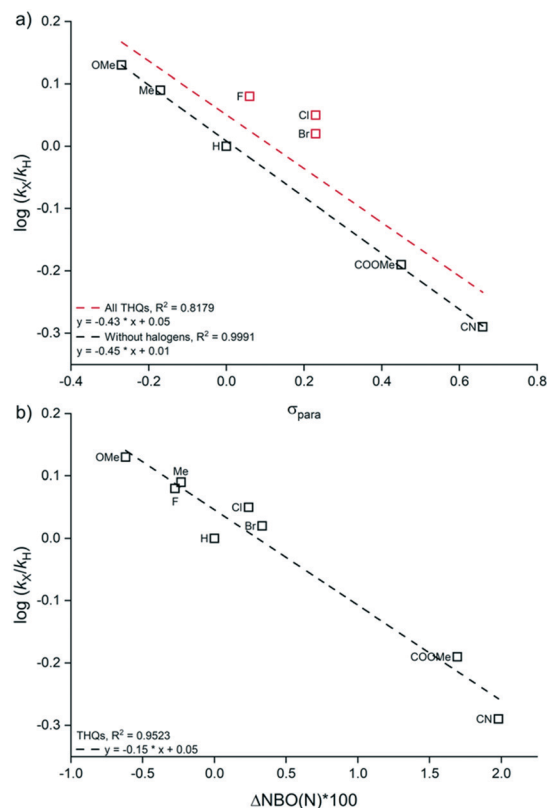 a)
0.2
0.1
0.0
-0.1
-0.2
-0.3
log (kX/kH)
OMe
Me
F
Cl
Br
H
COOMe
CN
All THQs, R² = 0.8179
y = -0.43 * x + 0.05
Without halogens, R² = 0.9991
y = -0.45 * x + 0.01
-0.4 -0.2 0.0 0.2 0.4 0.6 0.8
σpara
b)
0.2
0.1
0.0
-0.1
-0.2
-0.3
log (kX/kH)
OMe
Me
F
Cl
Br
H
COOMe
CN
THQs, R² = 0.9523
y = -0.15 * x + 0.05
-1.0 -0.5 0.0 0.5 1.0 1.5 2.0
ΔNBO(N)*100